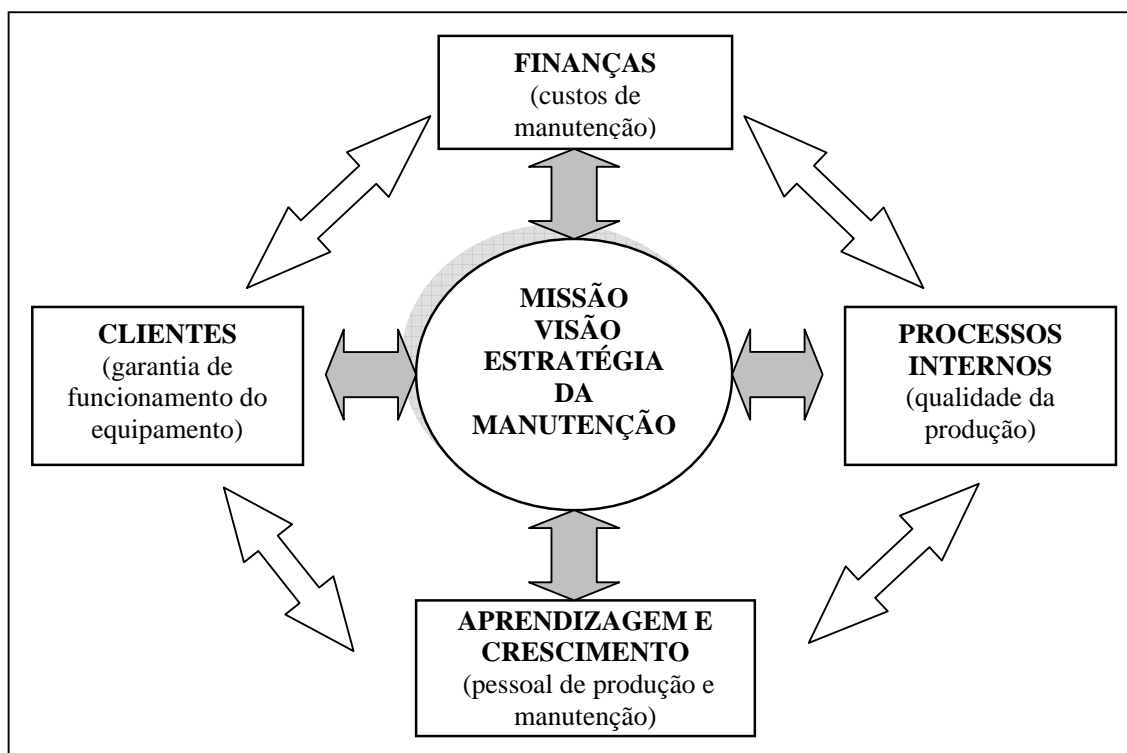 FINANÇAS
(custos de
manutenção)
MISSÃO
VISÃO
ESTRATÉGIA
DA
MANUTENÇÃO
CLIENTES
(garantia de
funcionamento do
equipamento)
PROCESSOS
INTERNOS
(qualidade da
produção)
APRENDIZAGEM E
CRESCIMENTO
(pessoal de produção e
manutenção)